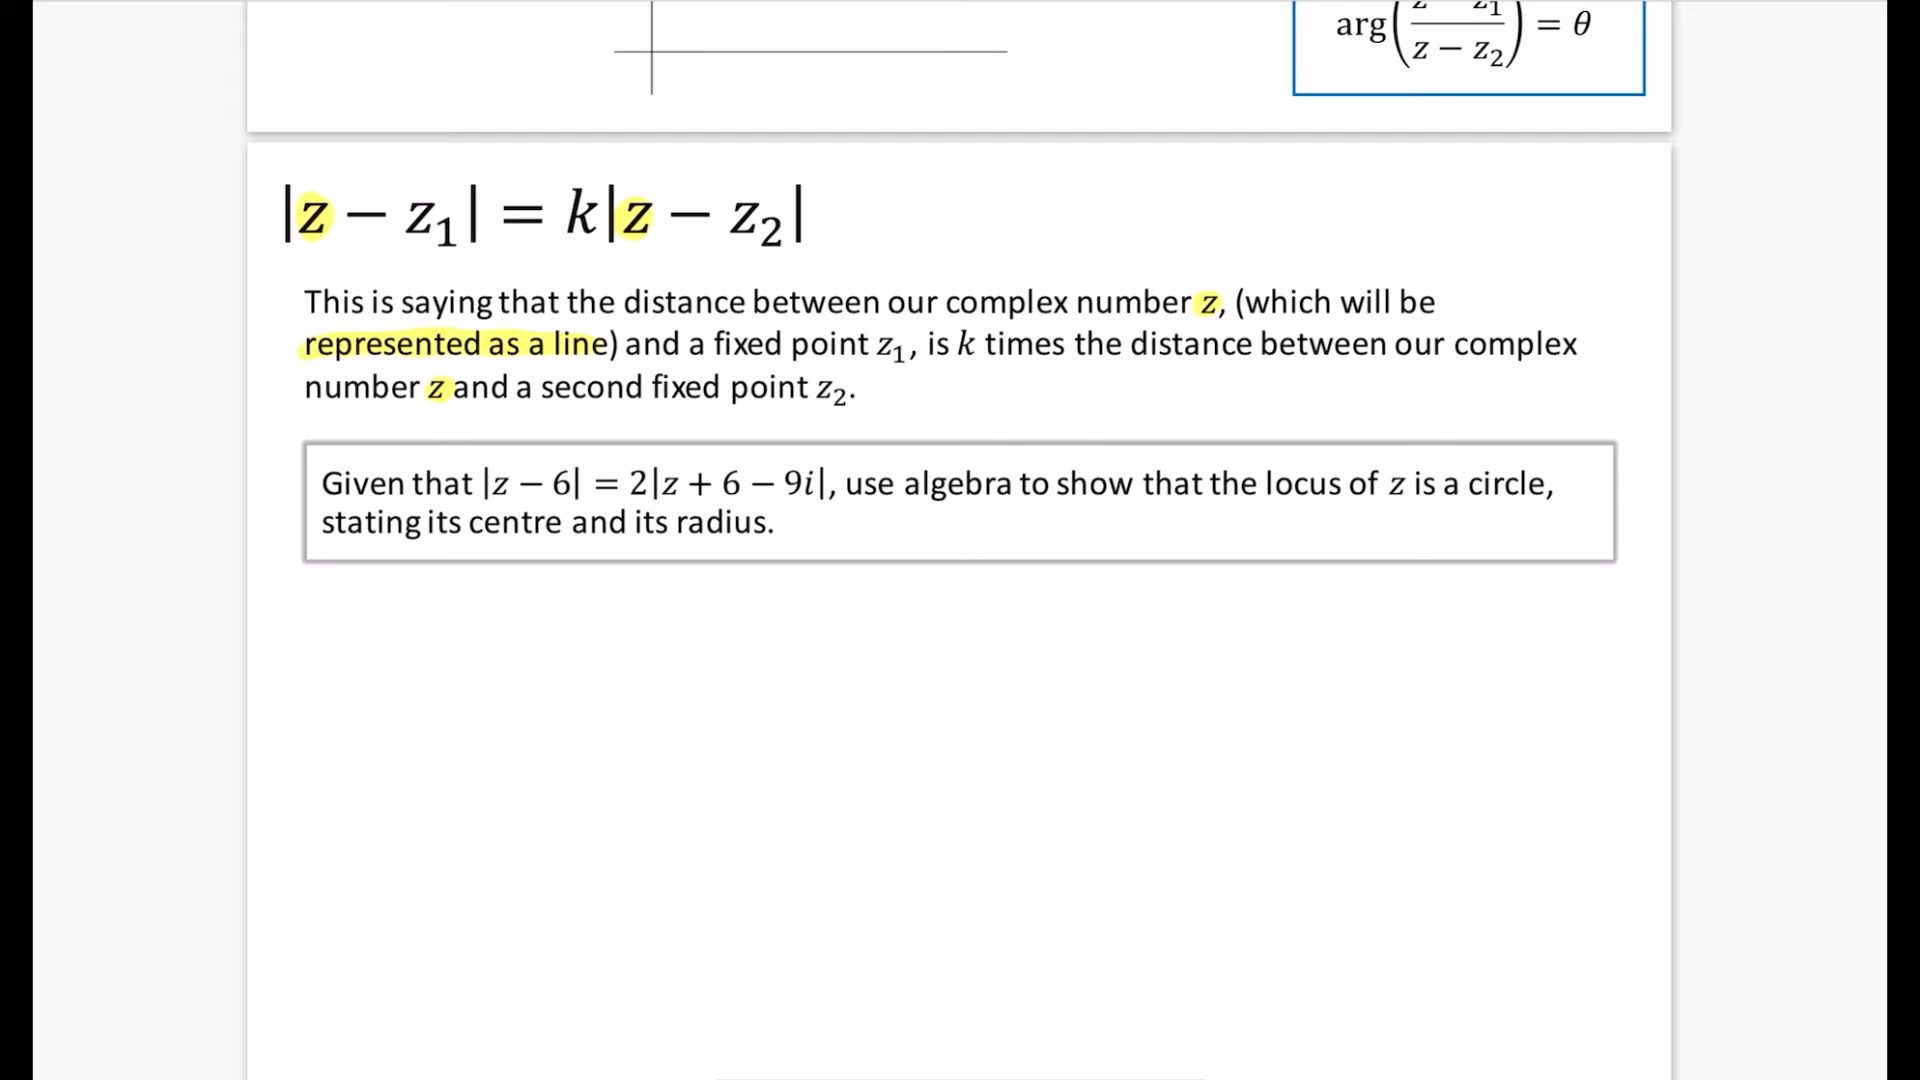 arg(z − z₁ / z − z₂) = θ
|z − z₁| = k|z − z₂|
This is saying that the distance between our complex number z, (which will be
represented as a line) and a fixed point z₁, is k times the distance between our complex
number z and a second fixed point z₂.
Given that |z − 6| = 2|z + 6 − 9i|, use algebra to show that the locus of z is a circle,
stating its centre and its radius.